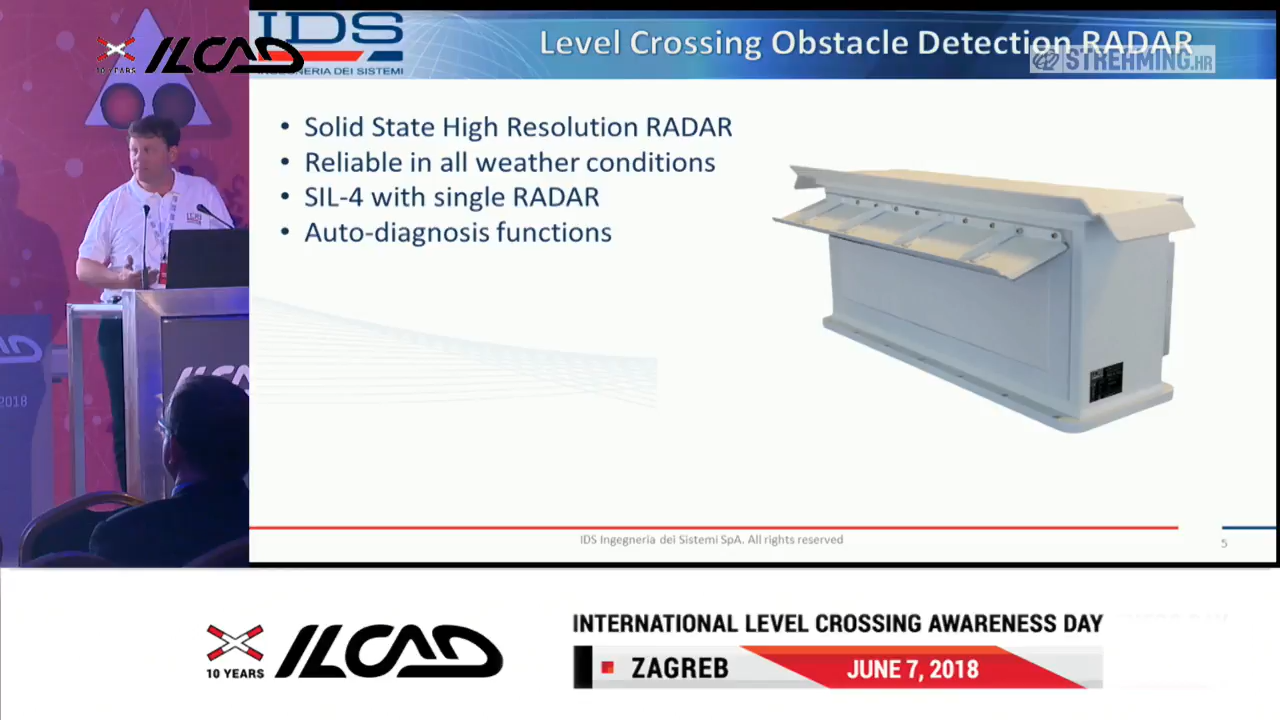 IDS
INGEGNERIA DEI SISTEMI
ILCAD
10 YEARS
Level Crossing Obstacle Detection RADAR
STREAMING.HR
• Solid State High Resolution RADAR
• Reliable in all weather conditions
• SIL-4 with single RADAR
• Auto-diagnosis functions
IDS
2018
IDS Ingegneria dei Sistemi SpA. All rights reserved
5
10 YEARS
ILCAD
INTERNATIONAL LEVEL CROSSING AWARENESS DAY
ZAGREB
JUNE 7, 2018